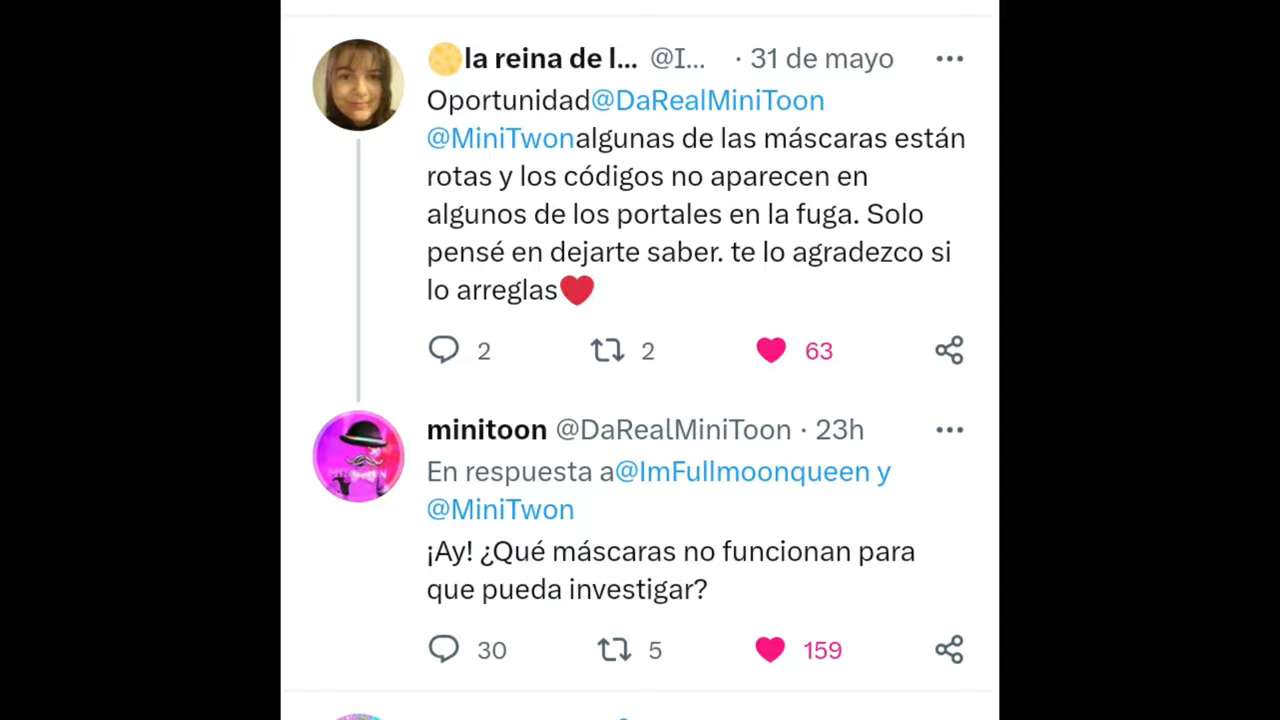 la reina de l... @I... · 31 de mayo
Oportunidad@DaRealMiniToon
@MiniTwonalgunas de las máscaras están
rotas y los códigos no aparecen en
algunos de los portales en la fuga. Solo
pensé en dejarte saber. te lo agradezco si
lo arreglas❤️
2 2 63
minitoon @DaRealMiniToon · 23h
En respuesta a@ImFullmoonqueen y
@MiniTwon
¡Ay! ¿Qué máscaras no funcionan para
que pueda investigar?
30 5 159